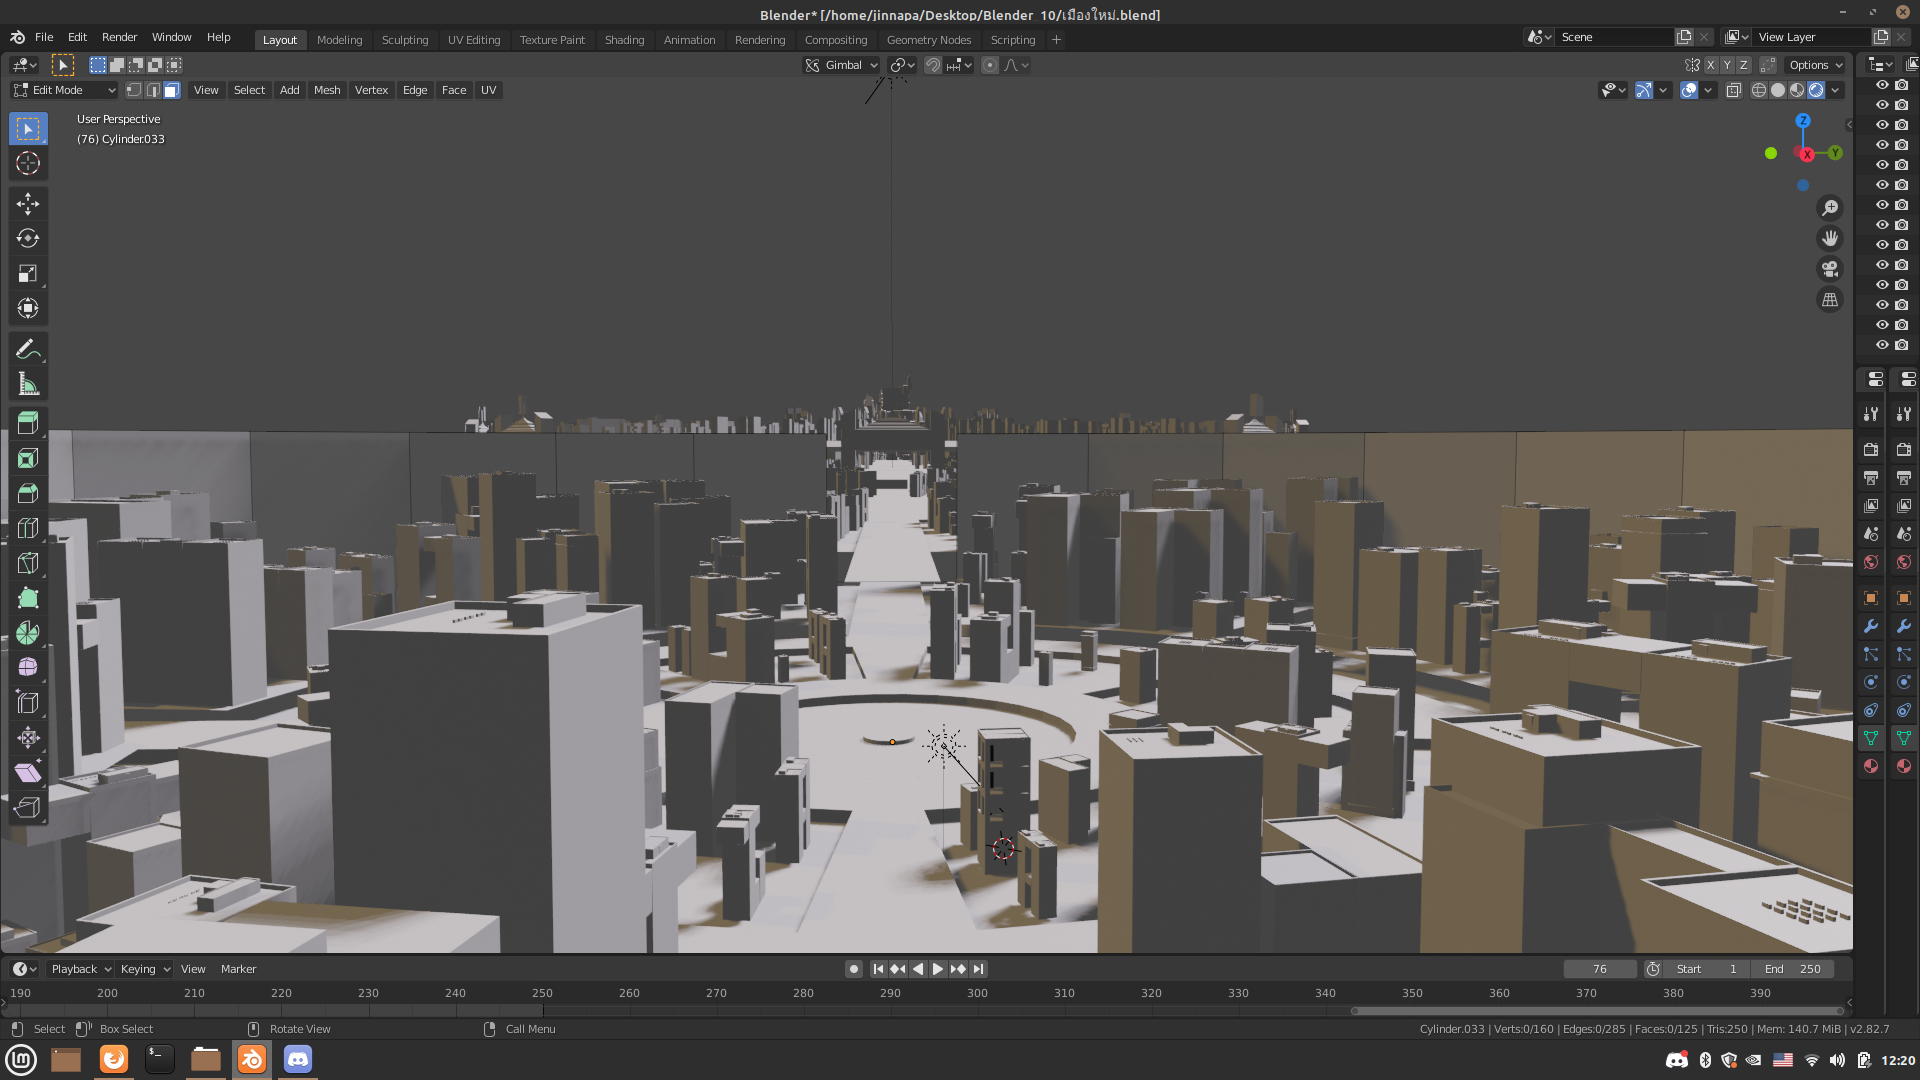 Blender* [/home/jinnapa/Desktop/Blender_10/เมืองใหม่.blend]
File Edit Render Window Help Layout Modeling Sculpting UV Editing Texture Paint Shading Animation Rendering Compositing Geometry Nodes Scripting + Scene View Layer
Gimbal X Y Z Options
Edit Mode View Select Add Mesh Vertex Edge Face UV
User Perspective
(76) Cylinder.033
Z
X Y
Playback Keying View Marker 76 Start 1 End 250
190 200 210 220 230 240 250 260 270 280 290 300 310 320 330 340 350 360 370 380 390
Select Box Select Rotate View Call Menu Cylinder.033 | Verts:0/160 | Edges:0/285 | Faces:0/125 | Tris:250 | Mem: 140.7 MiB | v2.82.7
12:20